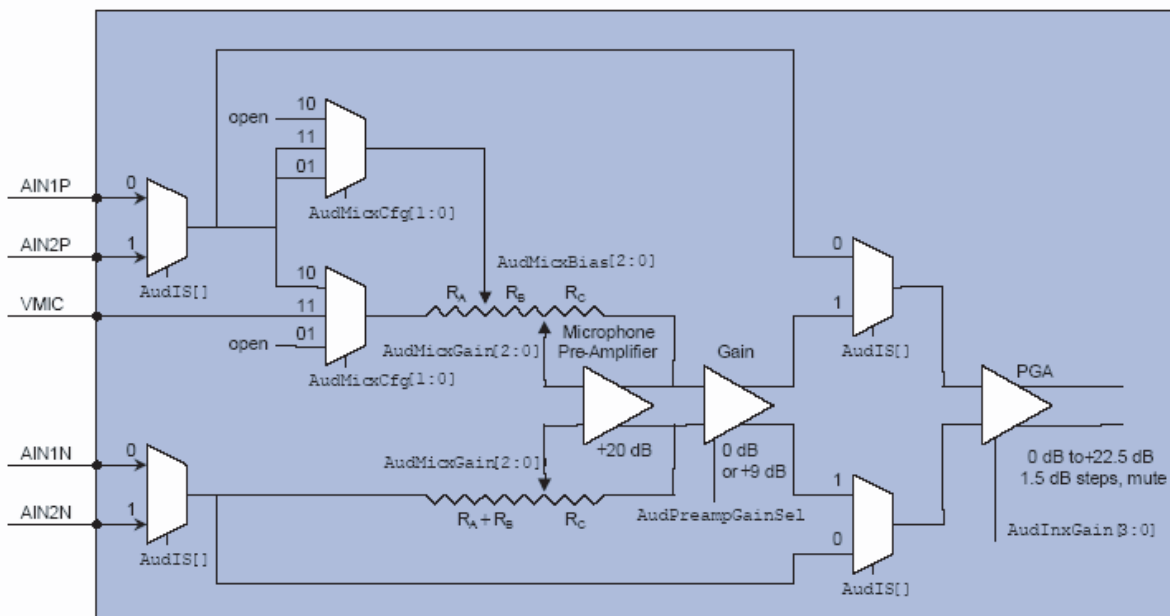 10
open
11
01
AudMicxCfg[1:0]
AIN1P
0
AIN2P
1
AudIS[]
VMIC
10
11
open
01
AudMicxCfg[1:0]
AudMicxBias[2:0]
RA
RB
RC
AudMicxGain[2:0]
Microphone
Pre-Amplifier
+20 dB
Gain
0 dB
or +9 dB
AudPreampGainSel
0
1
AudIS[]
PGA
0 dB to+22.5 dB
1.5 dB steps, mute
AudInxGain[3:0]
AIN1N
0
AIN2N
1
AudIS[]
AudMicxGain[2:0]
RA+RB
RC
1
0
AudIS[]